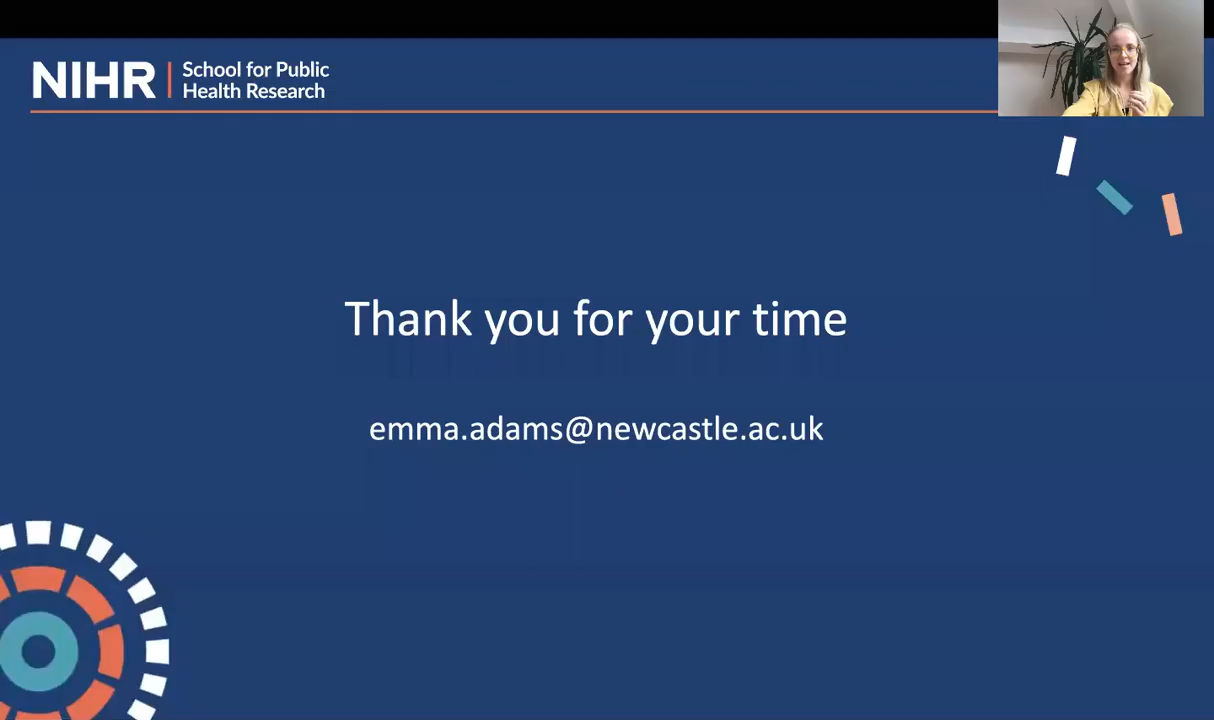 NIHR
School for Public
Health Research
Thank you for your time
emma.adams@newcastle.ac.uk